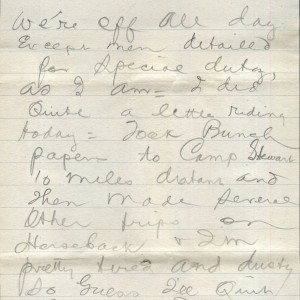 We're off all day
Except men detailed
for special duty,
as I am = I did
Quite a little riding
today = Took Bunch
papers to Camp Stewart
10 miles distant and
then made several
Other trips on
Horseback & I'm
pretty tired and dusty
So Guess I'll Quit